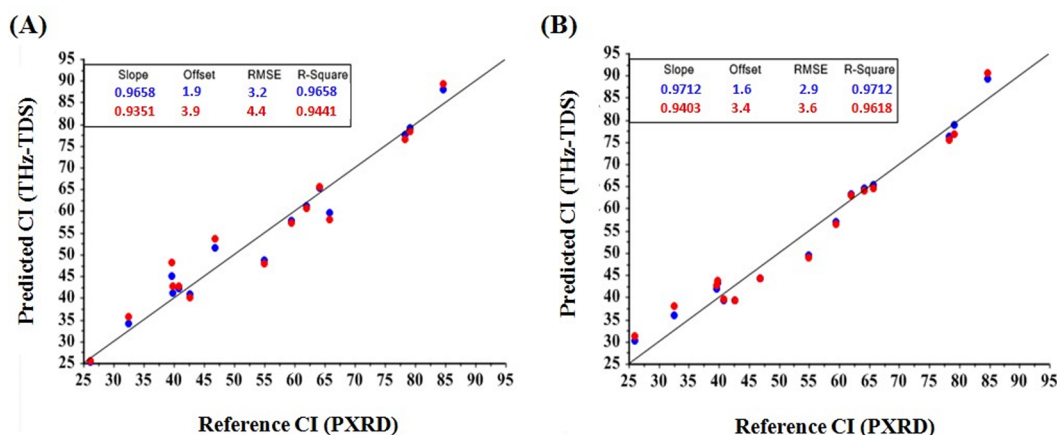 (A)
95
90
85
80
75
70
65
60
55
50
45
40
35
30
25
Slope Offset RMSE R-Square
0.9658 1.9 3.2 0.9658
0.9351 3.9 4.4 0.9441
Predicted CI (THz-TDS)
25 30 35 40 45 50 55 60 65 70 75 80 85 90 95
Reference CI (PXRD)
(B)
95
90
85
80
75
70
65
60
55
50
45
40
35
30
25
Slope Offset RMSE R-Square
0.9712 1.6 2.9 0.9712
0.9403 3.4 3.6 0.9618
Predicted CI (THz-TDS)
25 30 35 40 45 50 55 60 65 70 75 80 85 90 95
Reference CI (PXRD)